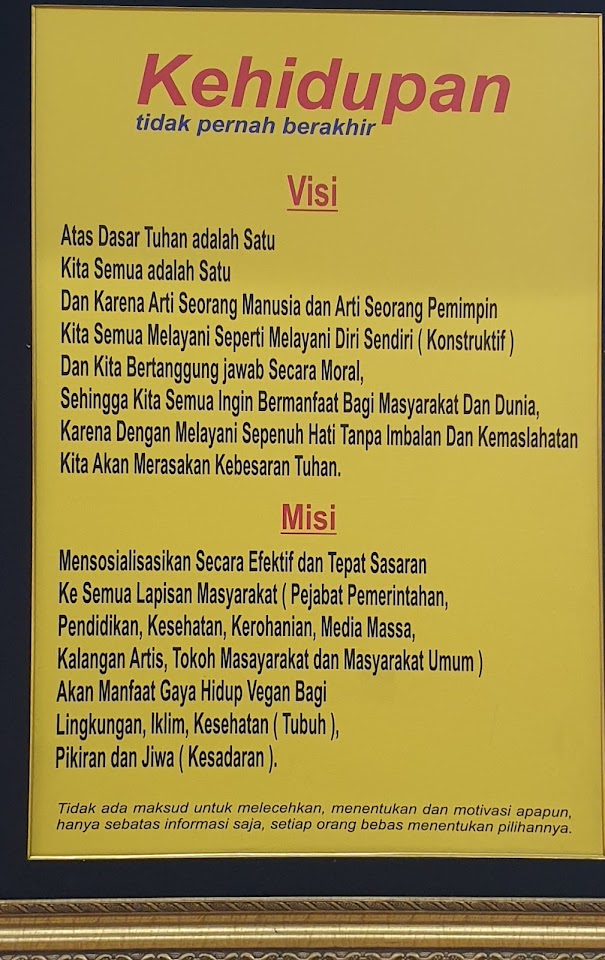 Kehidupan
tidak pernah berakhir
Visi
Atas Dasar Tuhan adalah Satu
Kita Semua adalah Satu
Dan Karena Arti Seorang Manusia dan Arti Seorang Pemimpin
Kita Semua Melayani Seperti Melayani Diri Sendiri ( Konstruktif )
Dan Kita Bertanggung jawab Secara Moral,
Sehingga Kita Semua Ingin Bermanfaat Bagi Masyarakat Dan Dunia,
Karena Dengan Melayani Sepenuh Hati Tanpa Imbalan Dan Kemaslahatan
Kita Akan Merasakan Kebesaran Tuhan.
Misi
Mensosialisasikan Secara Efektif dan Tepat Sasaran
Ke Semua Lapisan Masyarakat ( Pejabat Pemerintahan,
Pendidikan, Kesehatan, Kerohanian, Media Massa,
Kalangan Artis, Tokoh Masayarakat dan Masyarakat Umum )
Akan Manfaat Gaya Hidup Vegan Bagi
Lingkungan, Iklim, Kesehatan ( Tubuh ),
Pikiran dan Jiwa ( Kesadaran ).
Tidak ada maksud untuk melecehkan, menentukan dan motivasi apapun,
hanya sebatas informasi saja, setiap orang bebas menentukan pilihannya.